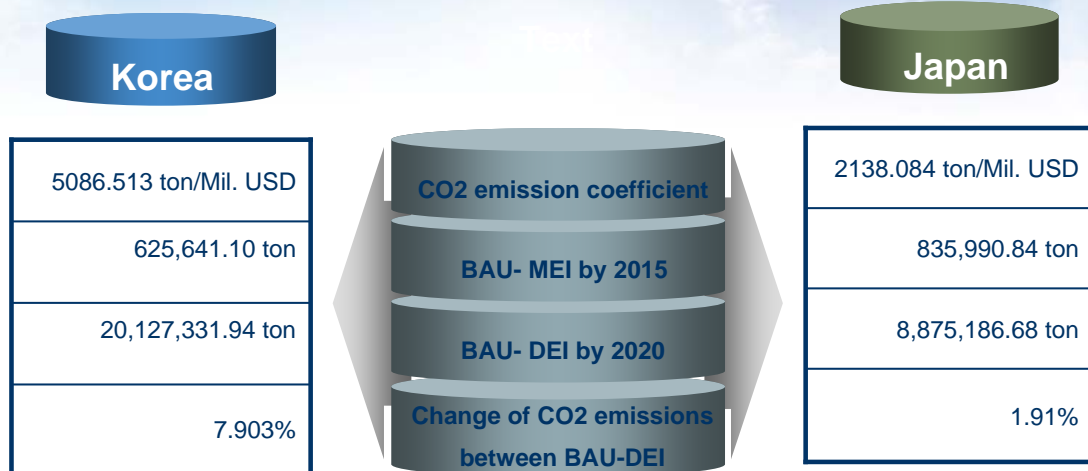 Text
Korea
Japan
5086.513 ton/Mil. USD
CO2 emission coefficient
2138.084 ton/Mil. USD
625,641.10 ton
BAU- MEI by 2015
835,990.84 ton
20,127,331.94 ton
BAU- DEI by 2020
8,875,186.68 ton
7.903%
Change of CO2 emissions
between BAU-DEI
1.91%